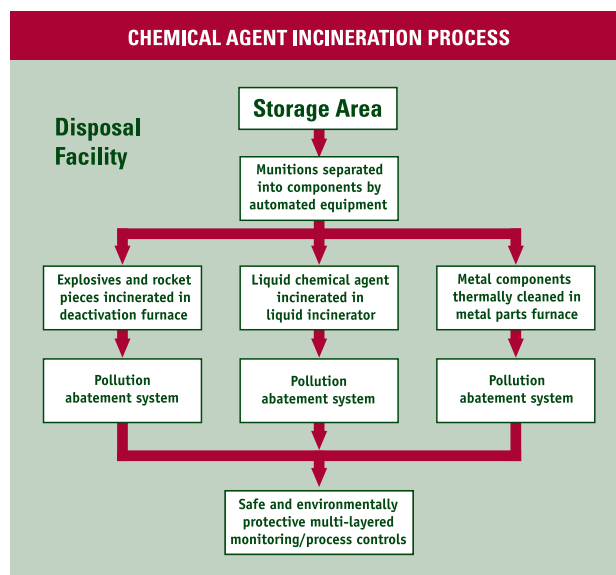 CHEMICAL AGENT INCINERATION PROCESS
Disposal
Facility
Storage Area
Munitions separated
into components by
automated equipment
Explosives and rocket
pieces incinerated in
deactivation furnace
Liquid chemical agent
incinerated in
liquid incinerator
Metal components
thermally cleaned in
metal parts furnace
Pollution
abatement system
Pollution
abatement system
Pollution
abatement system
Safe and environmentally
protective multi-layered
monitoring/process controls